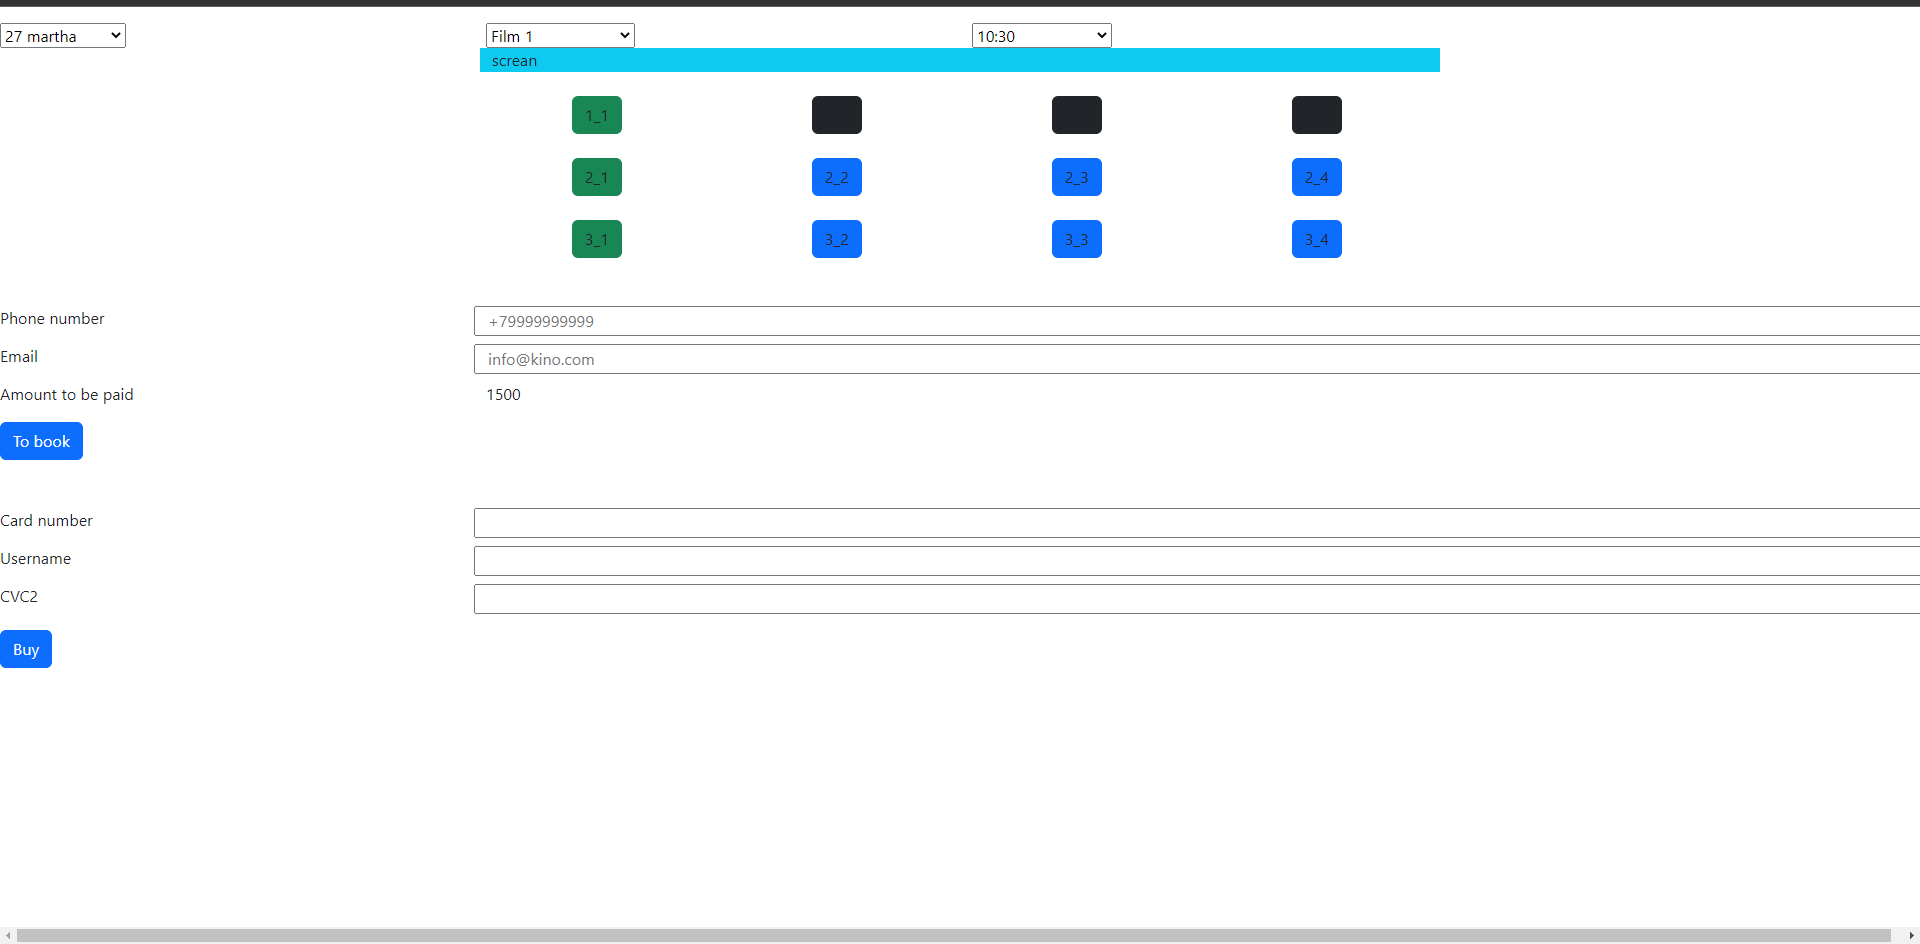 27 martha Film 1 10:30
screan
1_1
2_1 2_2 2_3 2_4
3_1 3_2 3_3 3_4
Phone number +79999999999
Email info@kino.com
Amount to be paid 1500
To book
Card number
Username
CVC2
Buy